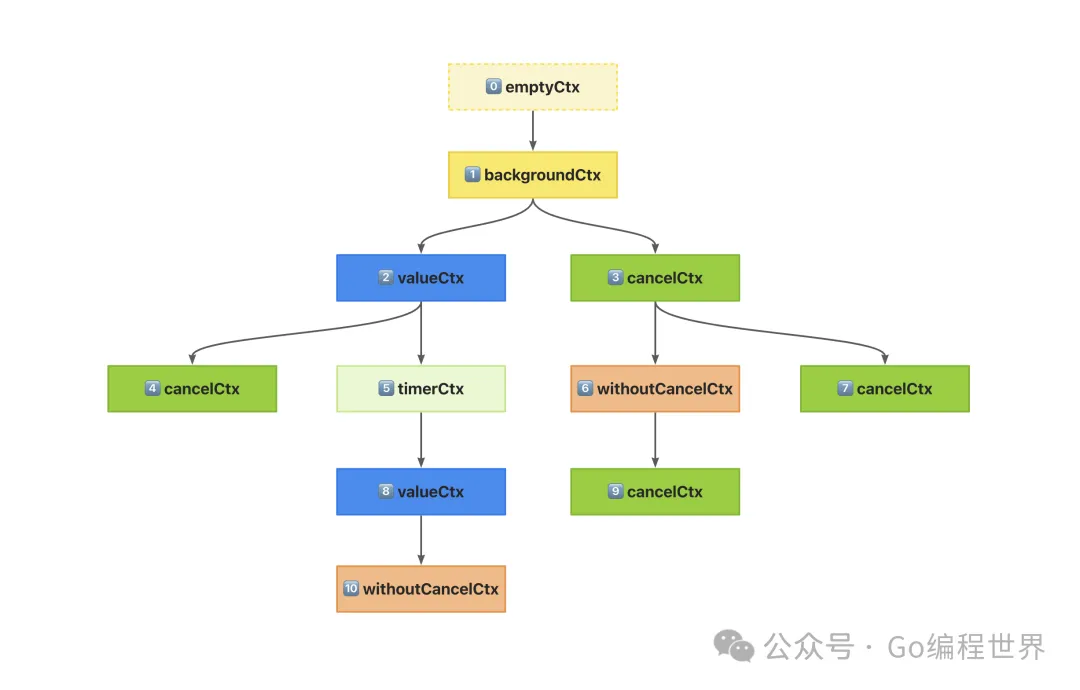 0 emptyCtx
1 backgroundCtx
2 valueCtx
3 cancelCtx
4 cancelCtx
5 timerCtx
6 withoutCancelCtx
7 cancelCtx
8 valueCtx
9 cancelCtx
10 withoutCancelCtx
公众号 · Go编程世界